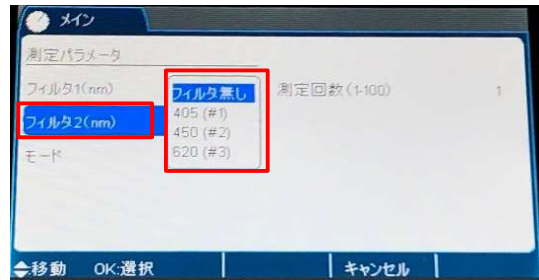 メイン
測定パラメータ
フィルタ1(nm)
測定回数(1-100) 1
フィルタ2(nm)
フィルタ無し
405 (#1)
450 (#2)
620 (#3)
モード
移動 OK:選択 キャンセル